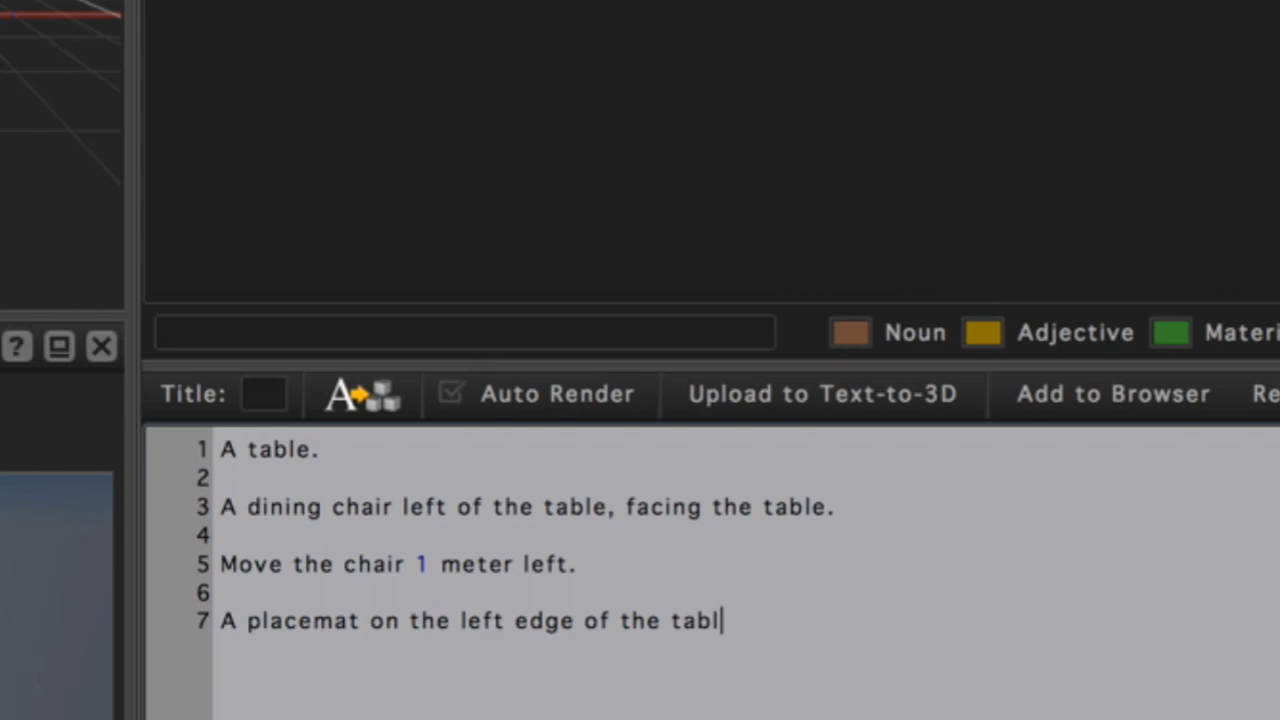 ? 
Noun Adjective
Title: A Auto Render Upload to Text-to-3D Add to Browser
1 A table.
2
3 A dining chair left of the table, facing the table.
4
5 Move the chair 1 meter left.
6
7 A placemat on the left edge of the tabl